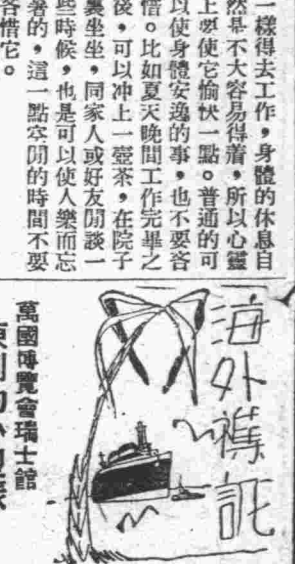 一樣得去工作，身體的休息自
然是不大容易得着，所以心靈
上要使它愉快一點。普通的可
以使身體安逸的事，也不要吝
惜。比如夏天晚間工作完畢之
後，可以冲上一壺茶，在院子
裏坐坐，同家人或好友閒談一
些時候，也是可以使人樂而忘
暑的，這一點空閒的時間不要
吝惜它。
海外雜記
萬國博覽會瑞士館